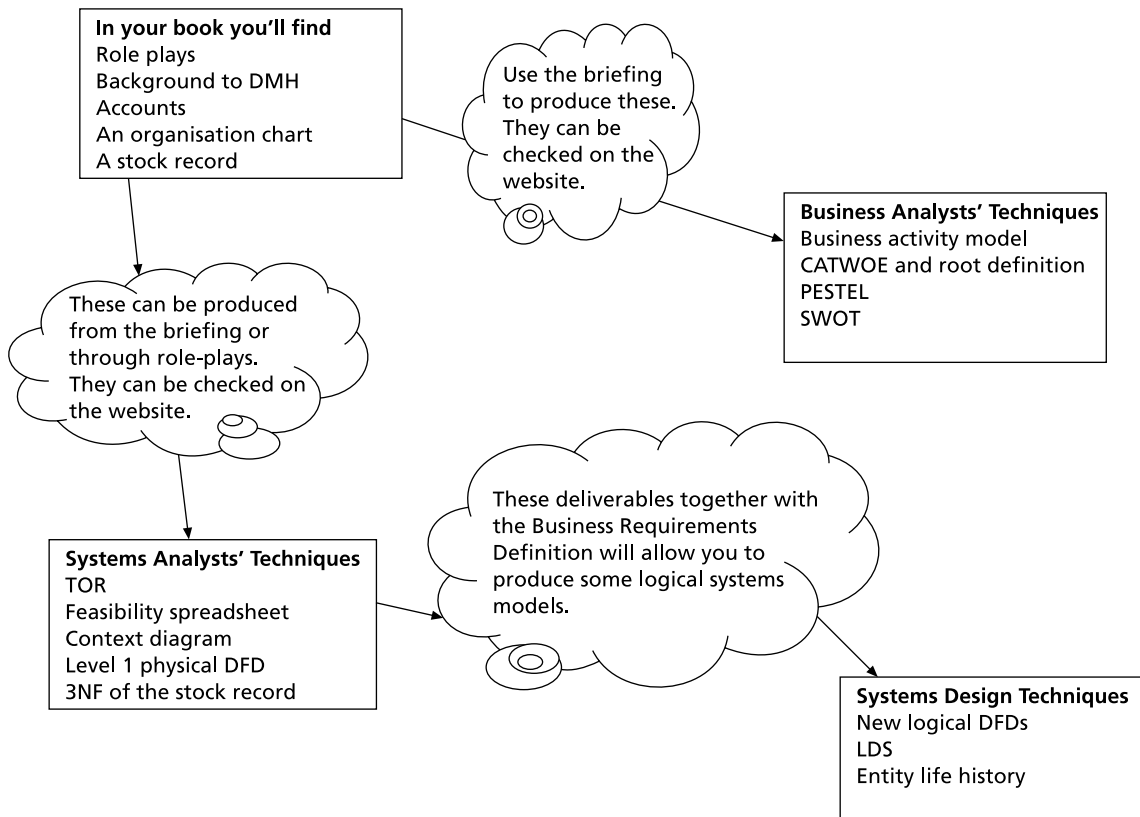 In your book you'll find
Role plays
Background to DMH
Accounts
An organisation chart
A stock record
Use the briefing
to produce these.
They can be
checked on the
website.
Business Analysts’ Techniques
Business activity model
CATWOE and root definition
PESTEL
SWOT
These can be produced
from the briefing or
through role-plays.
They can be checked on
the website.
Systems Analysts’ Techniques
TOR
Feasibility spreadsheet
Context diagram
Level 1 physical DFD
3NF of the stock record
These deliverables together with
the Business Requirements
Definition will allow you to
produce some logical systems
models.
Systems Design Techniques
New logical DFDs
LDS
Entity life history